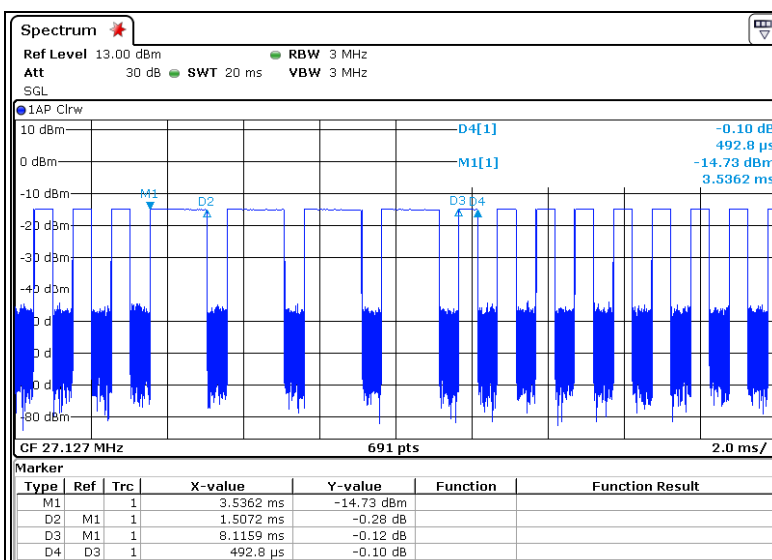 Spectrum
Ref Level 13.00 dBm RBW 3 MHz
Att 30 dB SWT 20 ms VBW 3 MHz
SGL
1AP Clrw
10 dBm D4[1] -0.10 dB
492.8 µs
0 dBm M1[1] -14.73 dBm
3.5362 ms
-10 dBm
M1 D2 D3 D4
-20 dBm
-30 dBm
-40 dBm
-80 dBm
CF 27.127 MHz 691 pts 2.0 ms/
Marker
Type Ref Trc X-value Y-value Function Function Result
M1 1 3.5362 ms -14.73 dBm
D2 M1 1 1.5072 ms -0.28 dB
D3 M1 1 8.1159 ms -0.12 dB
D4 D3 1 492.8 µs -0.10 dB